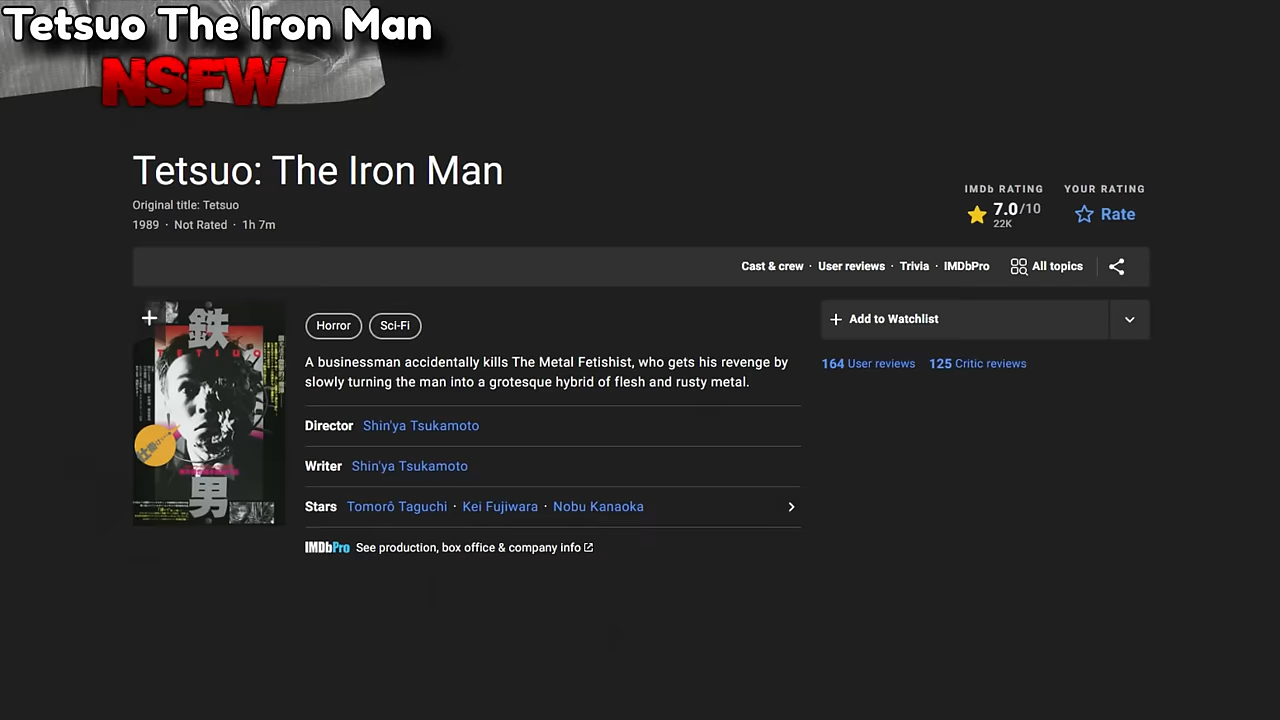 Tetsuo The Iron Man
NSFW
Tetsuo: The Iron Man
Original title: Tetsuo
1989 · Not Rated · 1h 7m
IMDb RATING
YOUR RATING
7.0/10
22K
Rate
Cast & crew · User reviews · Trivia · IMDbPro
All topics
鉄
TETSUO
男
Horror
Sci-Fi
A businessman accidentally kills The Metal Fetishist, who gets his revenge by
slowly turning the man into a grotesque hybrid of flesh and rusty metal.
Director Shin'ya Tsukamoto
Writer Shin'ya Tsukamoto
Stars Tomorô Taguchi · Kei Fujiwara · Nobu Kanaoka
IMDbPro See production, box office & company info
Add to Watchlist
164 User reviews 125 Critic reviews